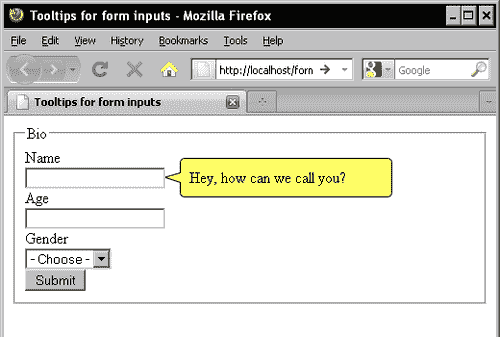 Tooltips for form inputs - Mozilla Firefox
File Edit View History Bookmarks Tools Help
http://localhost/forn
Google
Tooltips for form inputs
Bio
Name
Hey, how can we call you?
Age
Gender
- Choose -
Submit